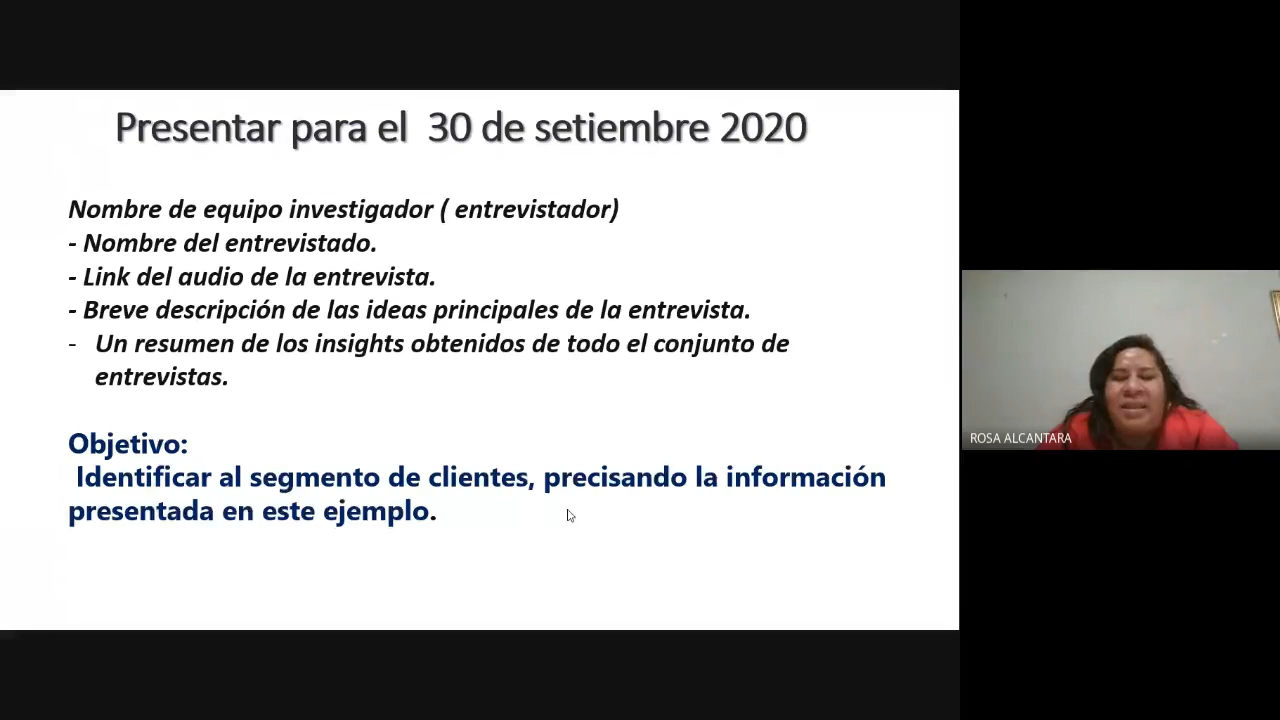 Presentar para el 30 de setiembre 2020
Nombre de equipo investigador ( entrevistador)
- Nombre del entrevistado.
- Link del audio de la entrevista.
- Breve descripción de las ideas principales de la entrevista.
- Un resumen de los insights obtenidos de todo el conjunto de
entrevistas.
Objetivo:
Identificar al segmento de clientes, precisando la información
presentada en este ejemplo.
ROSA ALCANTARA